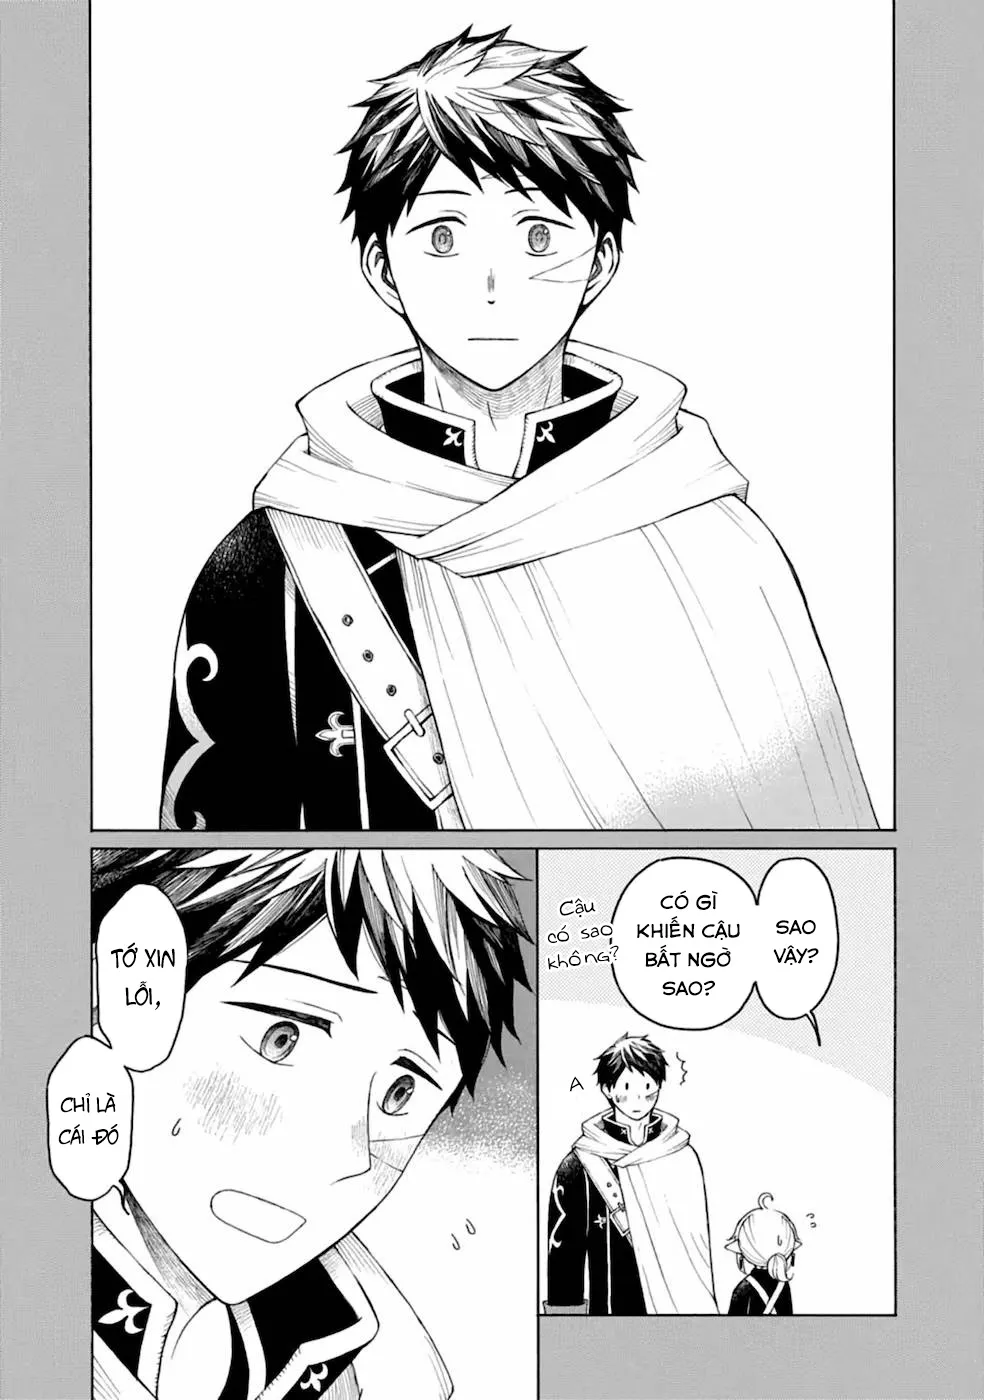 SAO
VẬY?
CÓ GÌ
KHIẾN CẬU
BẤT NGỜ
SAO?
Cậu
có sao
không?
A
TỚ XIN
LỖI,
CHỈ LÀ
CÁI ĐÓ